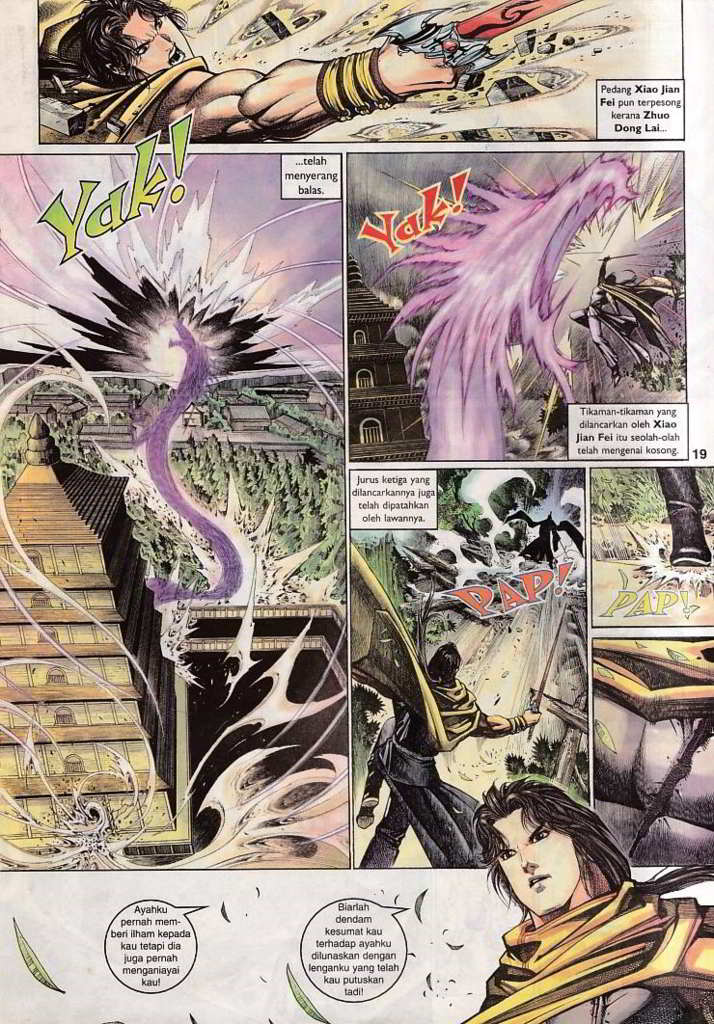 Pedang Xiao Jian
Fei pun terpesong
kerana Zhuo
Dong Lai...
...telah
menyerang
balas.
Yak!
Yak!
Tikaman-tikaman yang
dilancarkan oleh Xiao
Jian Fei itu seolah-olah
telah mengenai kosong.
19
Jurus ketiga yang
dilancarkannya juga
telah dipatahkan
oleh lawannya.
PAP!
PAP!
Ayahku
pernah mem-
beri ilham kepada
kau tetapi dia
juga pernah
menganiayai
kau!
Biarlah
dendam
kesumat kau
terhadap ayahku
dilunaskan dengan
lenganku yang telah
kau putuskan
tadi!